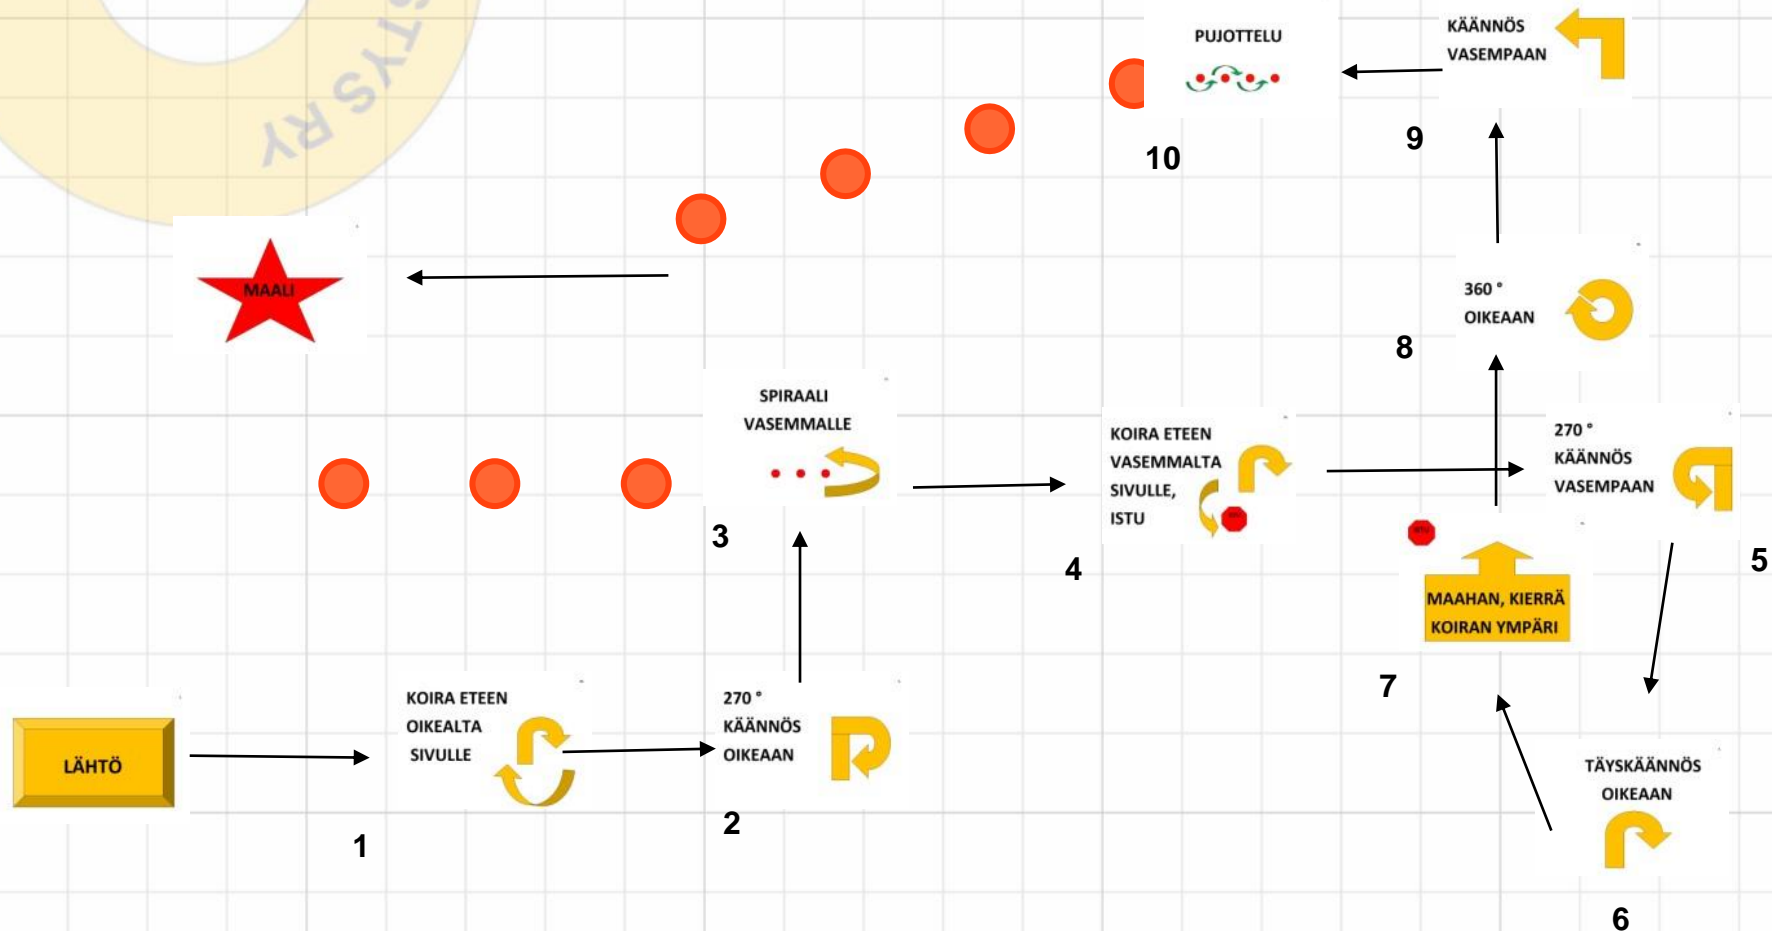 STYS RY
PUJOTTELU
10
KÄÄNNÖS
VASEMPAAN
9
MAALI
360 °
OIKEAAN
8
SPIRAALI
VASEMMALLE
3
KOIRA ETEEN
VASEMMALTA
SIVULLE,
ISTU
4
270 °
KÄÄNNÖS
VASEMPAAN
5
MAAHAN, KIERRÄ
KOIRAN YMPÄRI
7
LÄHTÖ
KOIRA ETEEN
OIKEALTA
SIVULLE
1
270 °
KÄÄNNÖS
OIKEAAN
2
TÄYSKÄÄNNÖS
OIKEAAN
6